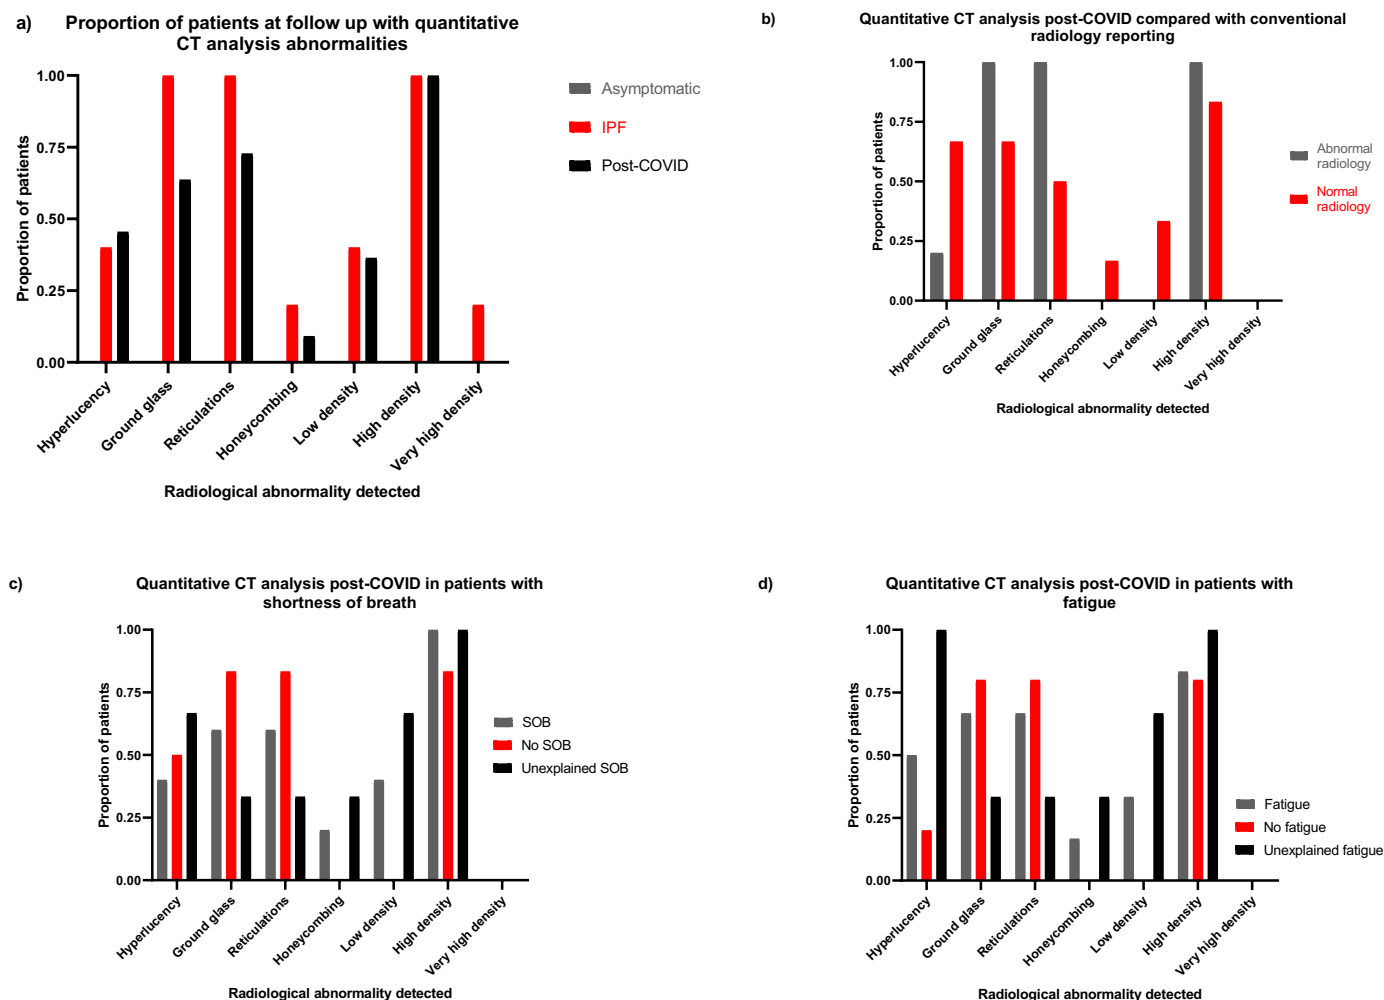 a)
Proportion of patients at follow up with quantitative
CT analysis abnormalities
Proportion of patients
1.00
0.75
0.50
0.25
0.00
Hyperlucency
Ground glass
Reticulations
Honeycombing
Low density
High density
Very high density
Radiological abnormality detected
Asymptomatic
IPF
Post-COVID
b)
Quantitative CT analysis post-COVID compared with conventional
radiology reporting
Proportion of patients
1.00
0.75
0.50
0.25
0.00
Hyperlucency
Ground glass
Reticulations
Honeycombing
Low density
High density
Very high density
Radiological abnormality detected
Abnormal
radiology
Normal
radiology
c)
Quantitative CT analysis post-COVID in patients with
shortness of breath
Proportion of patients
1.00
0.75
0.50
0.25
0.00
Hyperlucency
Ground glass
Reticulations
Honeycombing
Low density
High density
Very high density
Radiological abnormality detected
SOB
No SOB
Unexplained SOB
d)
Quantitative CT analysis post-COVID in patients with
fatigue
Proportion of patients
1.00
0.75
0.50
0.25
0.00
Hyperlucency
Ground glass
Reticulations
Honeycombing
Low density
High density
Very high density
Radiological abnormality detected
Fatigue
No fatigue
Unexplained fatigue